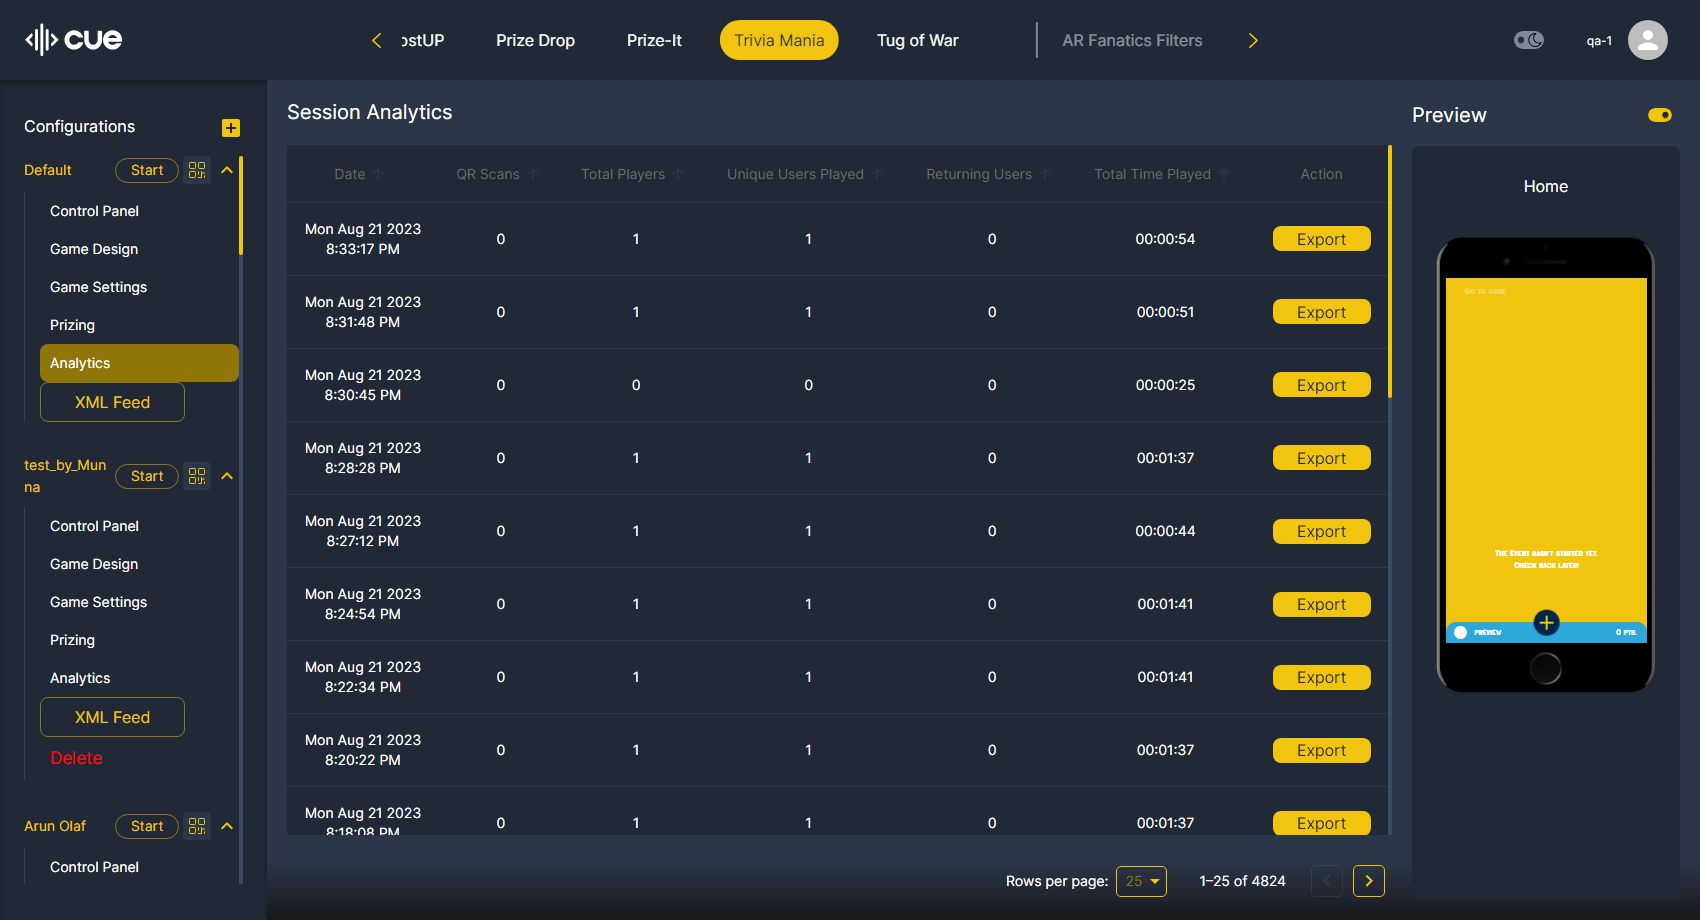 cue
ostUP
Prize Drop
Prize-It
Trivia Mania
Tug of War
AR Fanatics Filters
qa-1
Configurations
Default
Start
Control Panel
Game Design
Game Settings
Prizing
Analytics
XML Feed
test_by_Mun
na
Start
Control Panel
Game Design
Game Settings
Prizing
Analytics
XML Feed
Delete
Arun Olaf
Start
Control Panel
Session Analytics
Date QR Scans Total Players Unique Users Played Returning Users Total Time Played Action
Mon Aug 21 2023
8:33:17 PM
0 1 1 0 00:00:54 Export
Mon Aug 21 2023
8:31:48 PM
0 1 1 0 00:00:51 Export
Mon Aug 21 2023
8:30:45 PM
0 0 0 0 00:00:25 Export
Mon Aug 21 2023
8:28:28 PM
0 1 1 0 00:01:37 Export
Mon Aug 21 2023
8:27:12 PM
0 1 1 0 00:00:44 Export
Mon Aug 21 2023
8:24:54 PM
0 1 1 0 00:01:41 Export
Mon Aug 21 2023
8:22:34 PM
0 1 1 0 00:01:41 Export
Mon Aug 21 2023
8:20:22 PM
0 1 1 0 00:01:37 Export
Mon Aug 21 2023
8:18:08 PM
0 1 1 0 00:01:37 Export
Rows per page: 25 1–25 of 4824
Preview
Home
Go to game
The Event hasn't started yet.
Check back later!
PREVIEW
0 PTS.